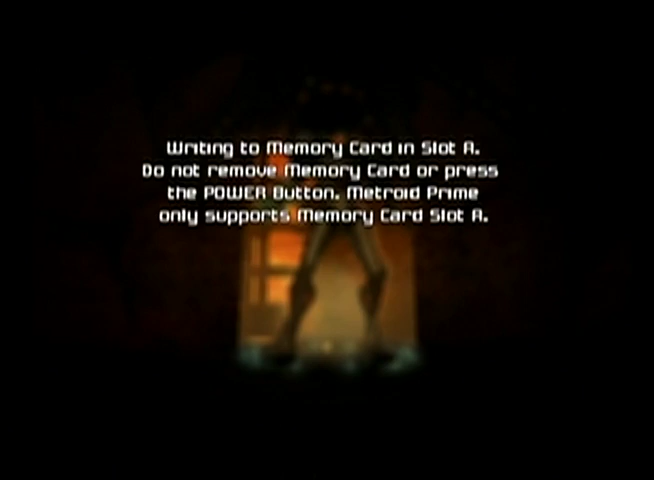 Writing to Memory Card in Slot A.
Do not remove Memory Card or press
the POWER Button. Metroid Prime
only supports Memory Card Slot A.